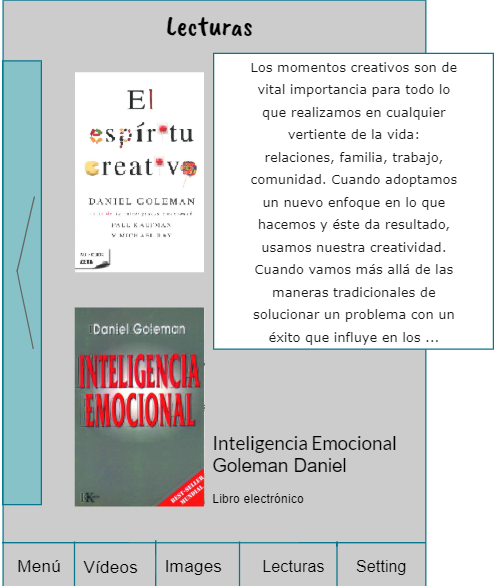 Lecturas
El
espíritu
creativo
DANIEL GOLEMAN
PAUL KAUFMAN
Y MICHAEL RAY
Los momentos creativos son de
vital importancia para todo lo
que realizamos en cualquier
vertiente de la vida:
relaciones, familia, trabajo,
comunidad. Cuando adoptamos
un nuevo enfoque en lo que
hacemos y éste da resultado,
usamos nuestra creatividad.
Cuando vamos más allá de las
maneras tradicionales de
solucionar un problema con un
éxito que influye en los ...
Daniel Goleman
INTELIGENCIA
EMOCIONAL
BEST-SELLER
MUNDIAL
K
Inteligencia Emocional
Goleman Daniel
Libro electrónico
Menú Vídeos Images Lecturas Setting